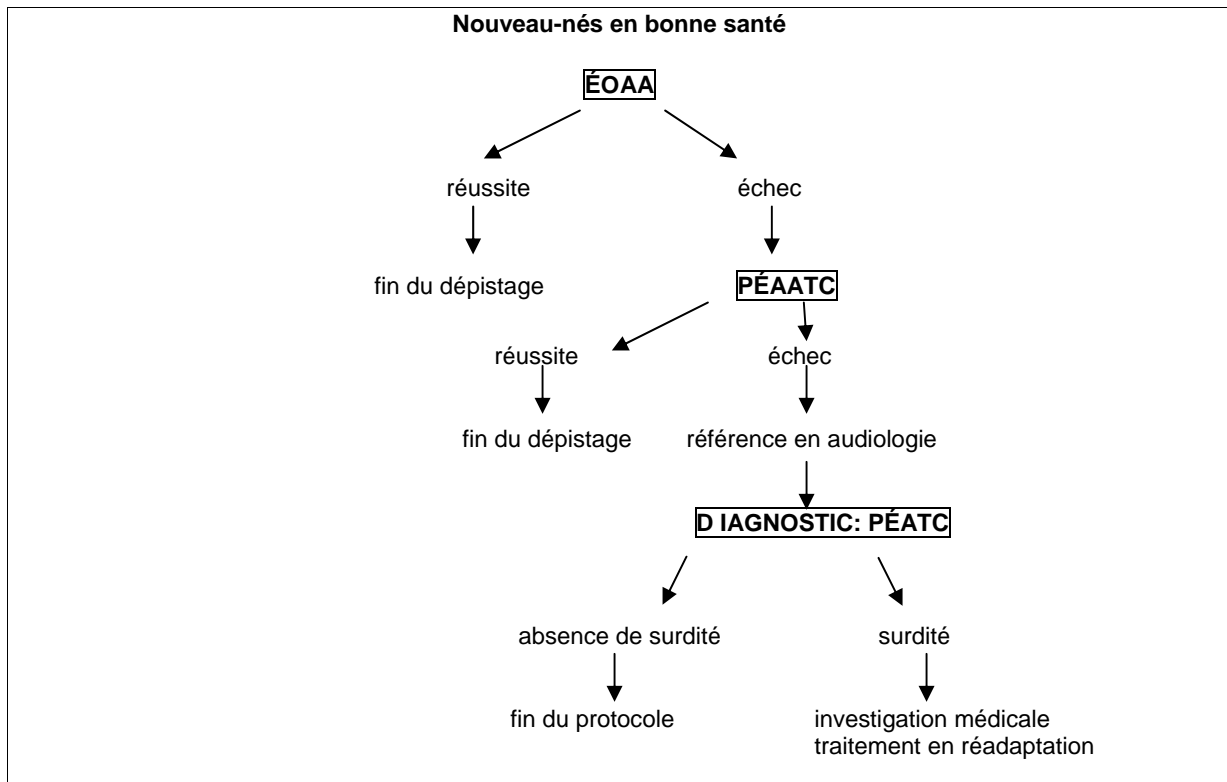 Nouveau-nés en bonne santé
ÉOAA
réussite
échec
fin du dépistage
PÉAATC
réussite
échec
fin du dépistage
référence en audiologie
D IAGNOSTIC: PÉATC
absence de surdité
surdité
fin du protocole
investigation médicale
traitement en réadaptation